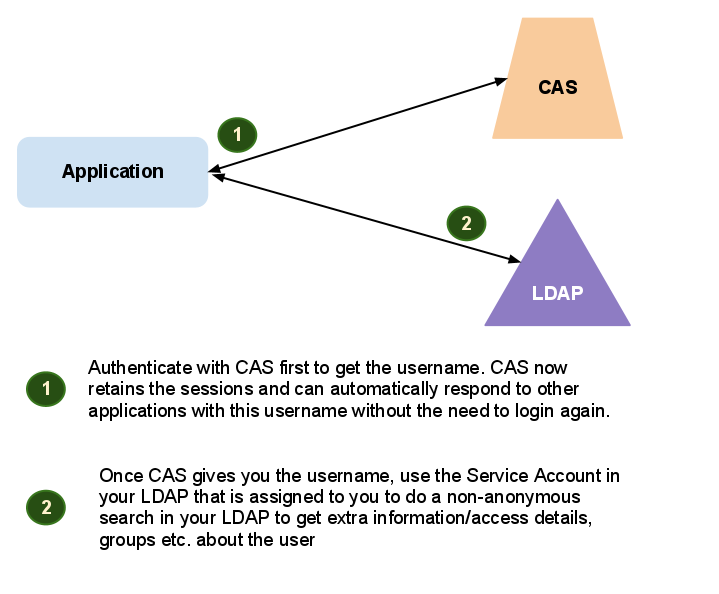 CAS
1
Application
2
LDAP
1
Authenticate with CAS first to get the username. CAS now
retains the sessions and can automatically respond to other
applications with this username without the need to login again.
2
Once CAS gives you the username, use the Service Account in
your LDAP that is assigned to you to do a non-anonymous
search in your LDAP to get extra information/access details,
groups etc. about the user